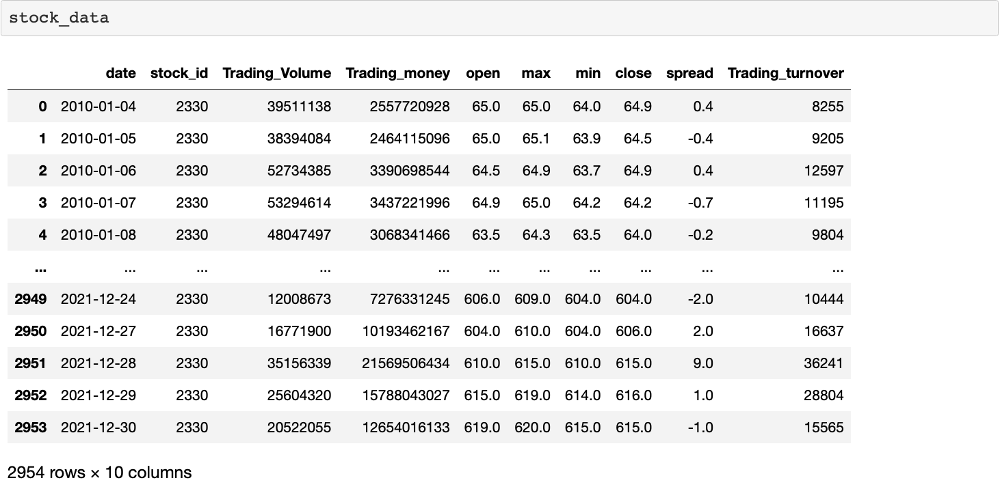 stock_data
date stock_id Trading_Volume Trading_money open max min close spread Trading_turnover
0 2010-01-04 2330 39511138 2557720928 65.0 65.0 64.0 64.9 0.4 8255
1 2010-01-05 2330 38394084 2464115096 65.0 65.1 63.9 64.5 -0.4 9205
2 2010-01-06 2330 52734385 3390698544 64.5 64.9 63.7 64.9 0.4 12597
3 2010-01-07 2330 53294614 3437221996 64.9 65.0 64.2 64.2 -0.7 11195
4 2010-01-08 2330 48047497 3068341466 63.5 64.3 63.5 64.0 -0.2 9804
... ... ... ... ... ... ... ... ... ... ...
2949 2021-12-24 2330 12008673 7276331245 606.0 609.0 604.0 604.0 -2.0 10444
2950 2021-12-27 2330 16771900 10193462167 604.0 610.0 604.0 606.0 2.0 16637
2951 2021-12-28 2330 35156339 21569506434 610.0 615.0 610.0 615.0 9.0 36241
2952 2021-12-29 2330 25604320 15788043027 615.0 619.0 614.0 616.0 1.0 28804
2953 2021-12-30 2330 20522055 12654016133 619.0 620.0 615.0 615.0 -1.0 15565
2954 rows × 10 columns